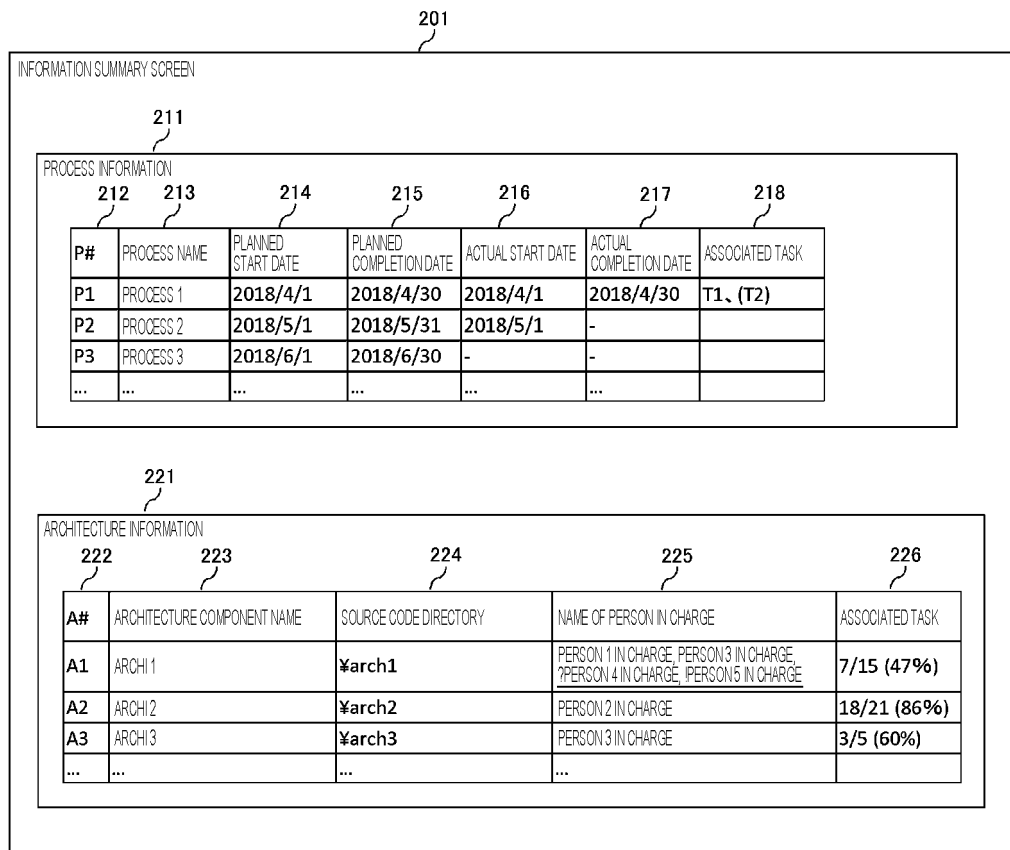 201
INFORMATION SUMMARY SCREEN
211
PROCESS INFORMATION
212 213 214 215 216 217 218
P# PROCESS NAME PLANNED START DATE PLANNED COMPLETION DATE ACTUAL START DATE ACTUAL COMPLETION DATE ASSOCIATED TASK
P1 PROCESS 1 2018/4/1 2018/4/30 2018/4/1 2018/4/30 T1、(T2)
P2 PROCESS 2 2018/5/1 2018/5/31 2018/5/1 -
P3 PROCESS 3 2018/6/1 2018/6/30 - -
... ... ... ... ... ...
221
ARCHITECTURE INFORMATION
222 223 224 225 226
A# ARCHITECTURE COMPONENT NAME SOURCE CODE DIRECTORY NAME OF PERSON IN CHARGE ASSOCIATED TASK
A1 ARCHI 1 ¥arch1 PERSON 1 IN CHARGE, PERSON 3 IN CHARGE, ?PERSON 4 IN CHARGE, !PERSON 5 IN CHARGE 7/15 (47%)
A2 ARCHI 2 ¥arch2 PERSON 2 IN CHARGE 18/21 (86%)
A3 ARCHI 3 ¥arch3 PERSON 3 IN CHARGE 3/5 (60%)
... ... ... ...